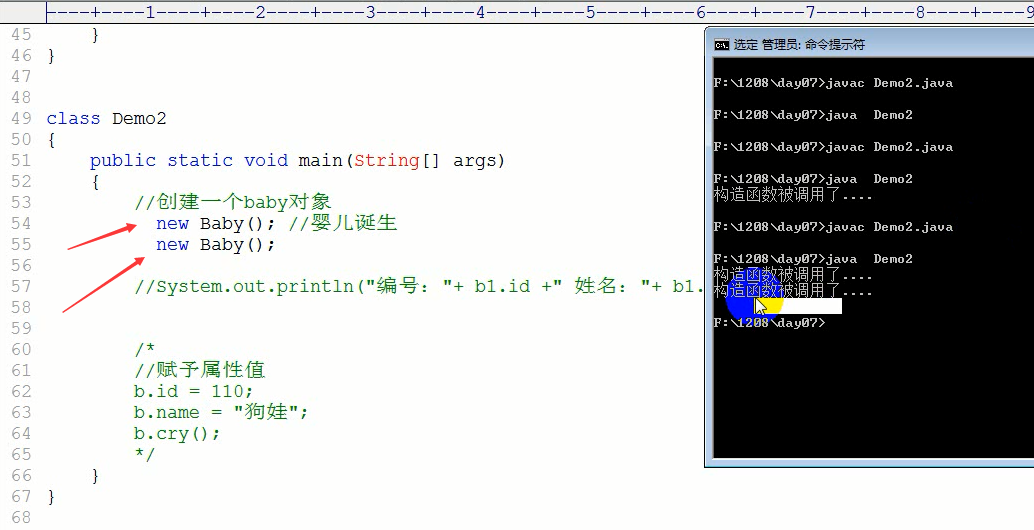 ----+----1----+----2----+----3----+----4----+----5----+----6----+----7----+----8----+----9
45 }
46 }
47
48
49 class Demo2
50 {
51 public static void main(String[] args)
52 {
53 //创建一个baby对象
54 new Baby(); //婴儿诞生
55 new Baby();
56
57 //System.out.println("编号："+ b1.id +" 姓名："+ b1.
58
59
60 /*
61 //赋予属性值
62 b.id = 110;
63 b.name = "狗娃";
64 b.cry();
65 */
66 }
67 }
68
选定 管理员: 命令提示符
F:\1208\day07>javac Demo2.java
F:\1208\day07>java Demo2
F:\1208\day07>javac Demo2.java
F:\1208\day07>java Demo2
构造函数被调用了....
F:\1208\day07>javac Demo2.java
F:\1208\day07>java Demo2
构造函数被调用了....
构造函数被调用了....
F:\1208\day07>